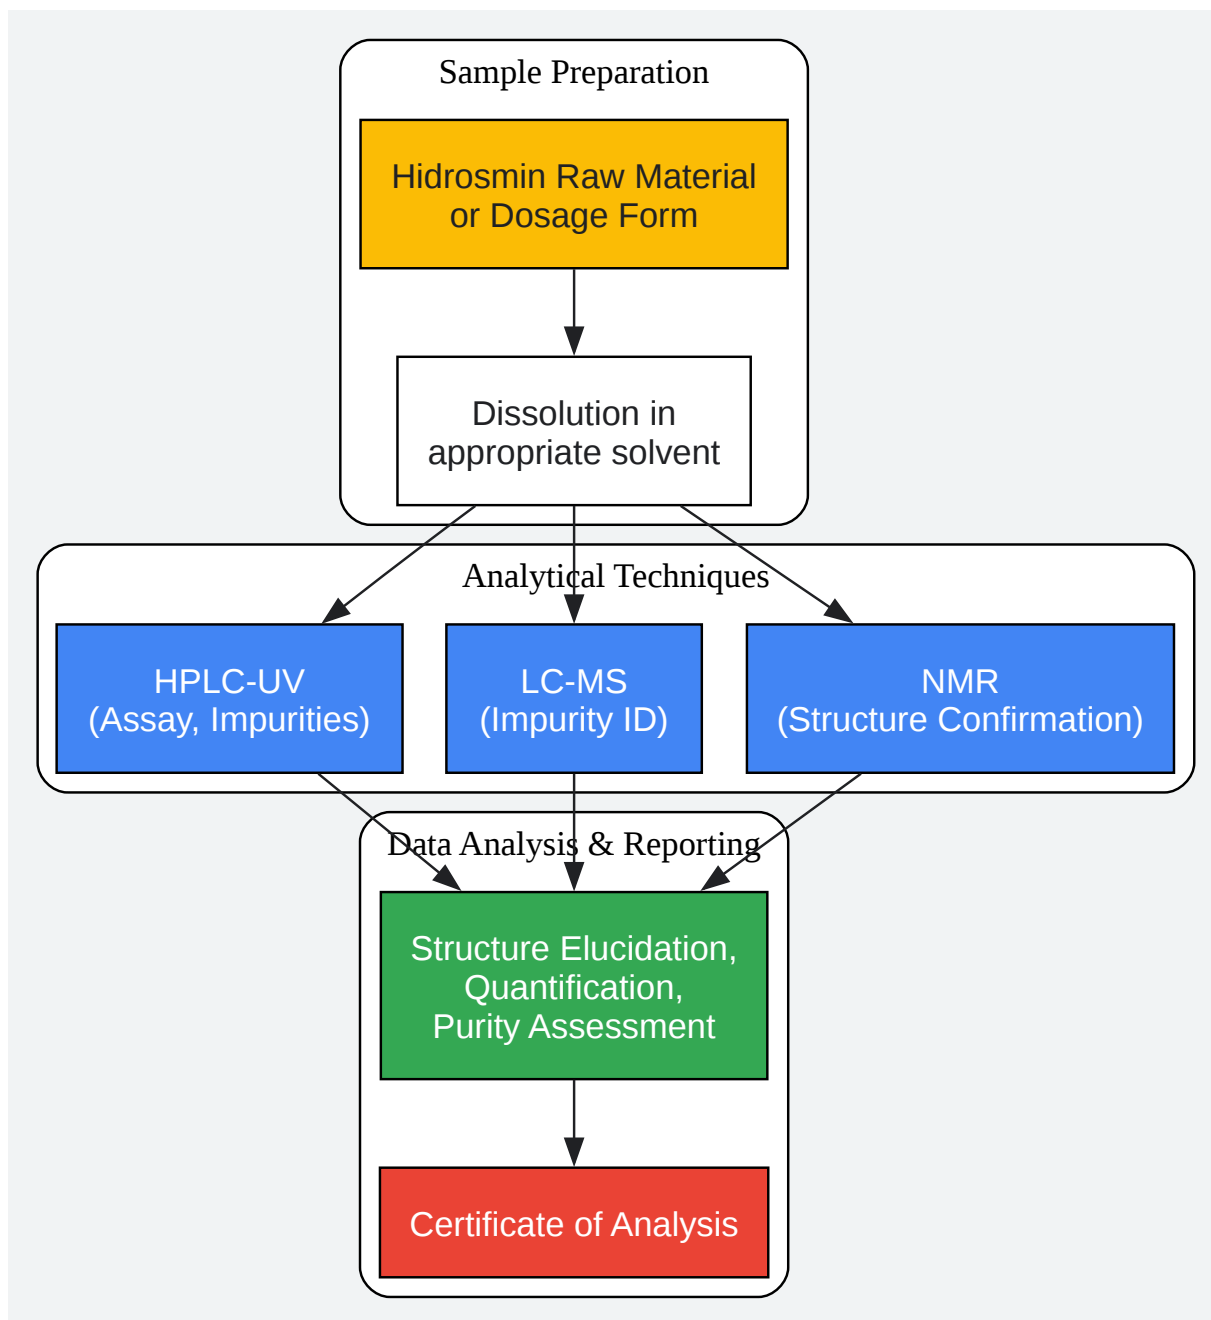 Sample Preparation
Hidrosmin Raw Material
or Dosage Form
Dissolution in
appropriate solvent
Analytical Techniques
HPLC-UV
(Assay, Impurities)
LC-MS
(Impurity ID)
NMR
(Structure Confirmation)
Data Analysis & Reporting
Structure Elucidation,
Quantification,
Purity Assessment
Certificate of Analysis